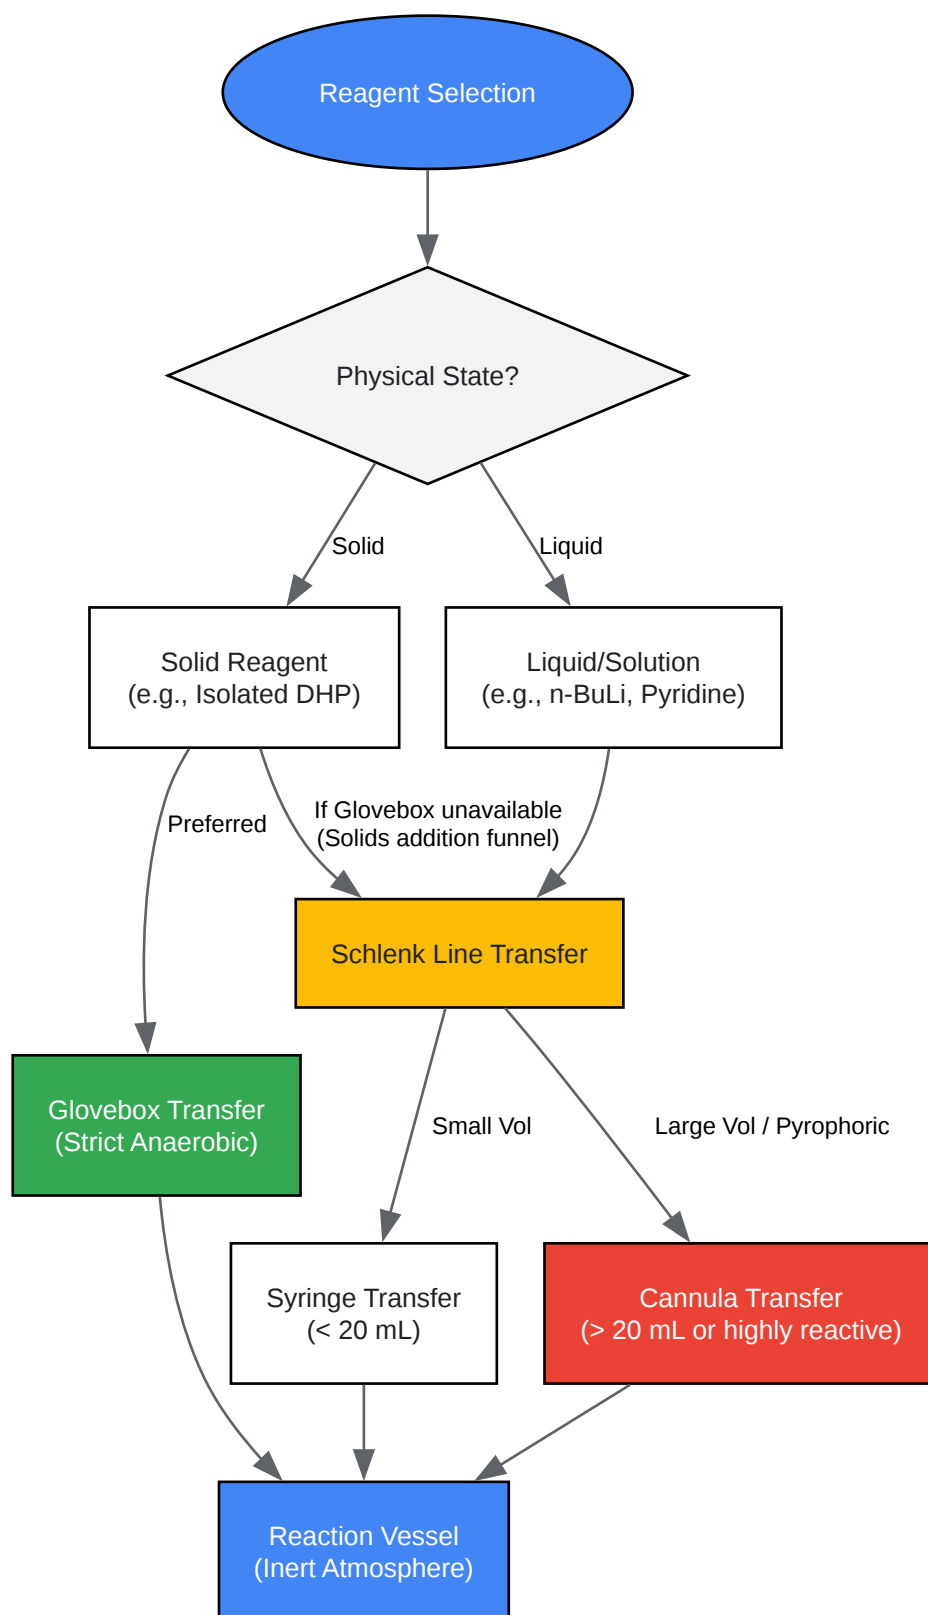 Reagent Selection
Physical State?
Solid
Liquid
Solid Reagent
(e.g., Isolated DHP)
Liquid/Solution
(e.g., n-BuLi, Pyridine)
Preferred
If Glovebox unavailable
(Solids addition funnel)
Schlenk Line Transfer
Glovebox Transfer
(Strict Anaerobic)
Small Vol
Large Vol / Pyrophoric
Syringe Transfer
(< 20 mL)
Cannula Transfer
(> 20 mL or highly reactive)
Reaction Vessel
(Inert Atmosphere)